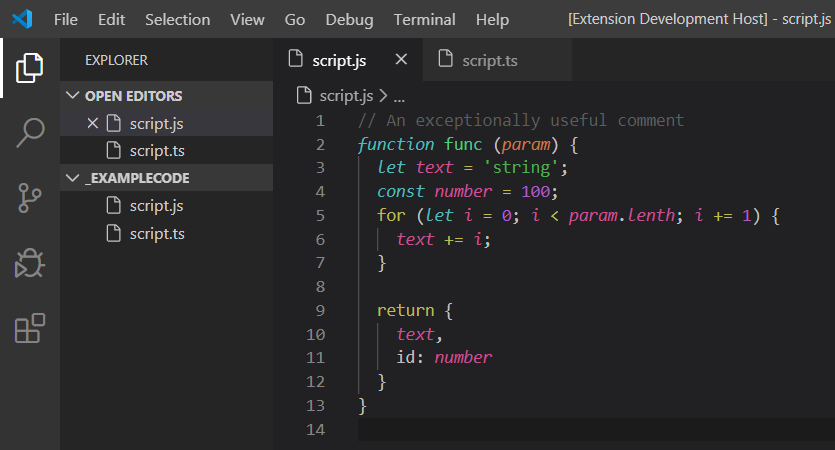 File Edit Selection View Go Debug Terminal Help [Extension Development Host] - script.js
EXPLORER
OPEN EDITORS
script.js
script.ts
_EXAMPLECODE
script.js
script.ts
script.js script.ts
script.js > ...
1 // An exceptionally useful comment
2 function func (param) {
3 let text = 'string';
4 const number = 100;
5 for (let i = 0; i < param.lenth; i += 1) {
6 text += i;
7 }
8
9 return {
10 text,
11 id: number
12 }
13 }
14